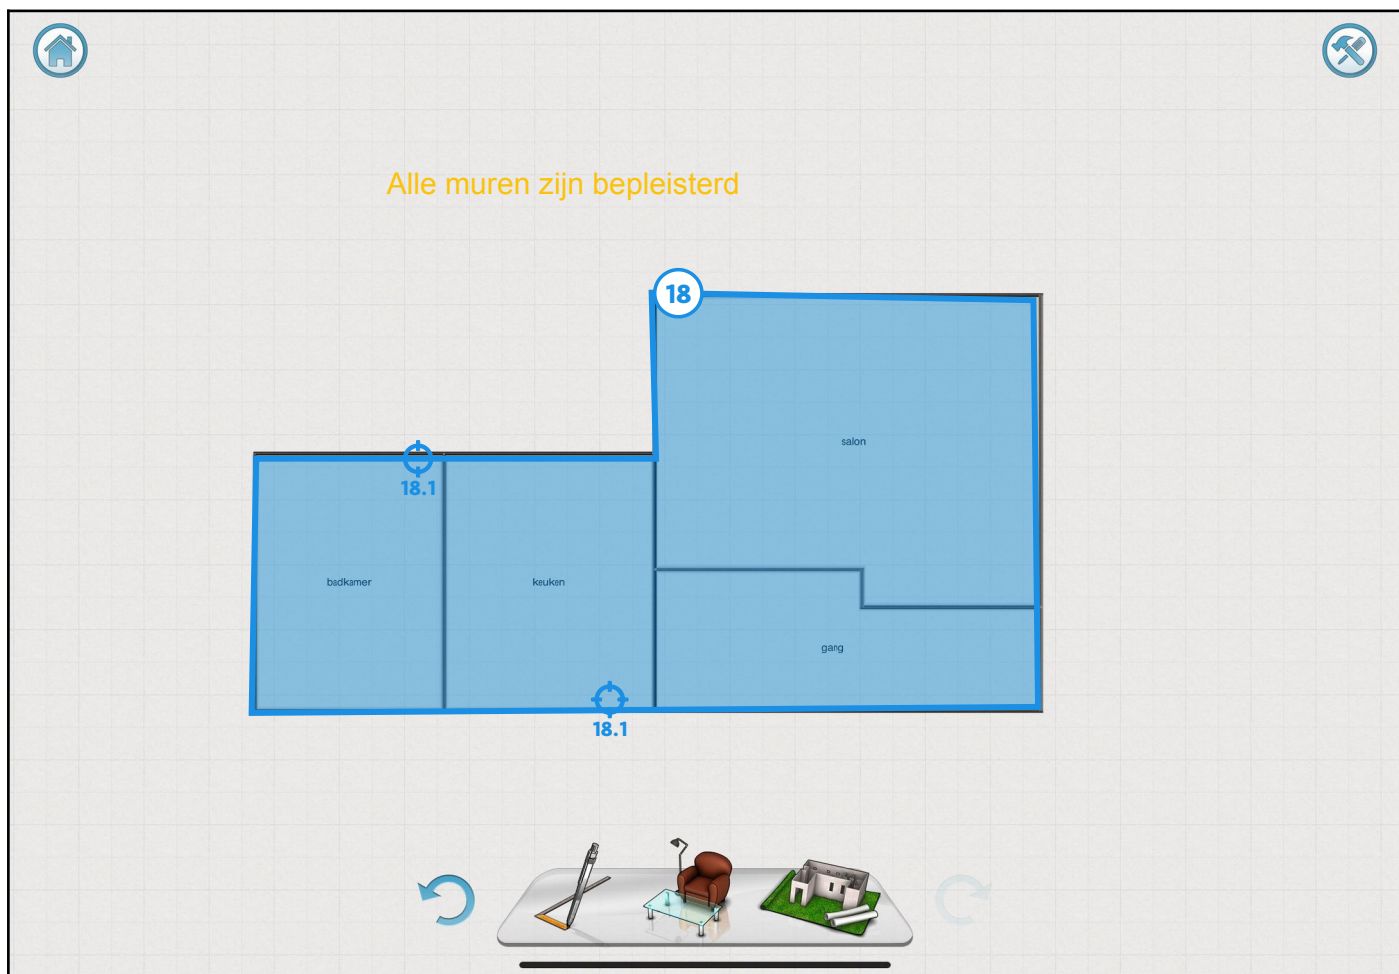 Alle muren zijn bepleisterd
18
salon
18.1
badkamer
keuken
gang
18.1